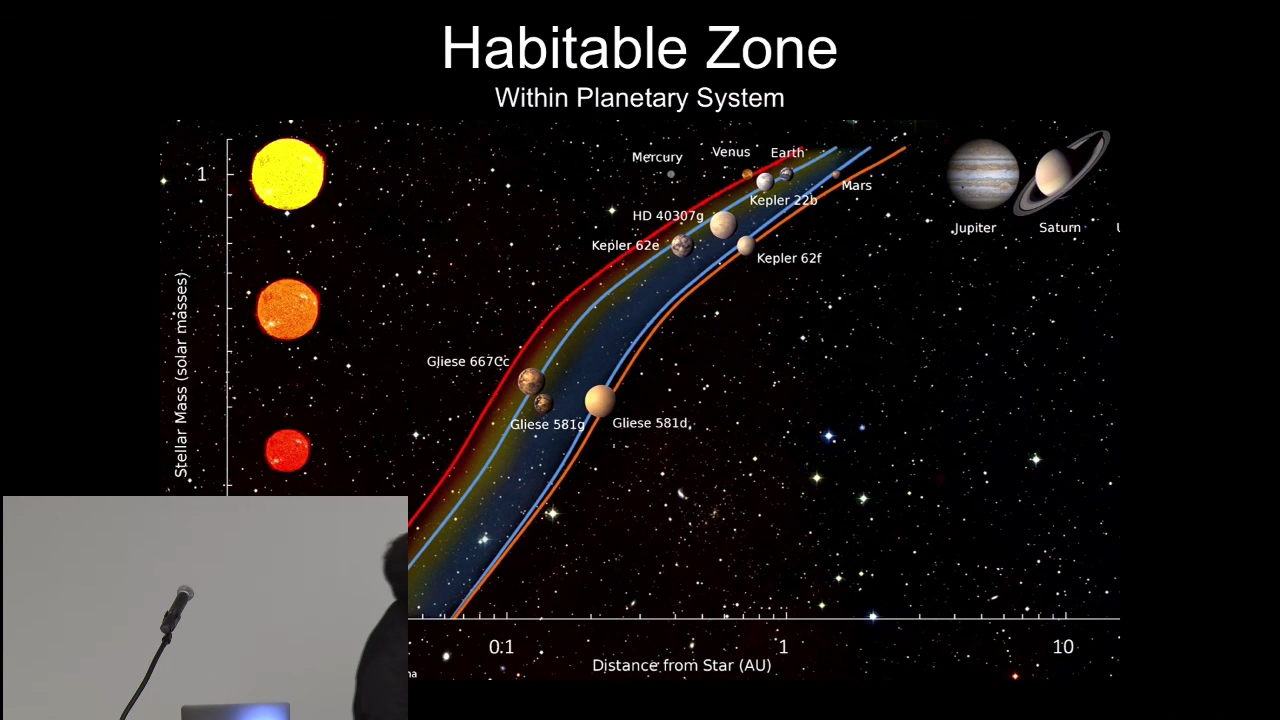 Habitable Zone
Within Planetary System
Mercury
Venus
Earth
1
Mars
Kepler 22b
HD 40307g
Jupiter
Saturn
Kepler 62e
Kepler 62f
Stellar Mass (solar masses)
Gliese 667Cc
Gliese 581g
Gliese 581d
0.1
1
10
Distance from Star (AU)